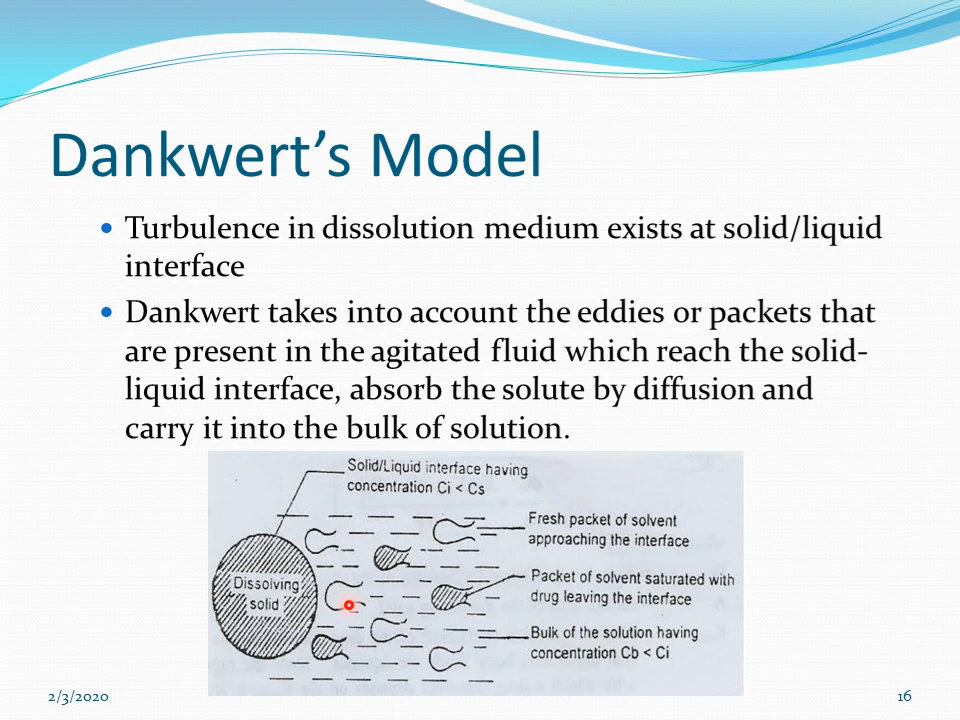 Dankwert’s Model
Turbulence in dissolution medium exists at solid/liquid
interface
Dankwert takes into account the eddies or packets that
are present in the agitated fluid which reach the solid-
liquid interface, absorb the solute by diffusion and
carry it into the bulk of solution.
Solid/Liquid interface having
concentration Ci < Cs
Fresh packet of solvent
approaching the interface
Dissolving
solid
Packet of solvent saturated with
drug leaving the interface
Bulk of the solution having
concentration Cb < Ci
2/3/2020
16